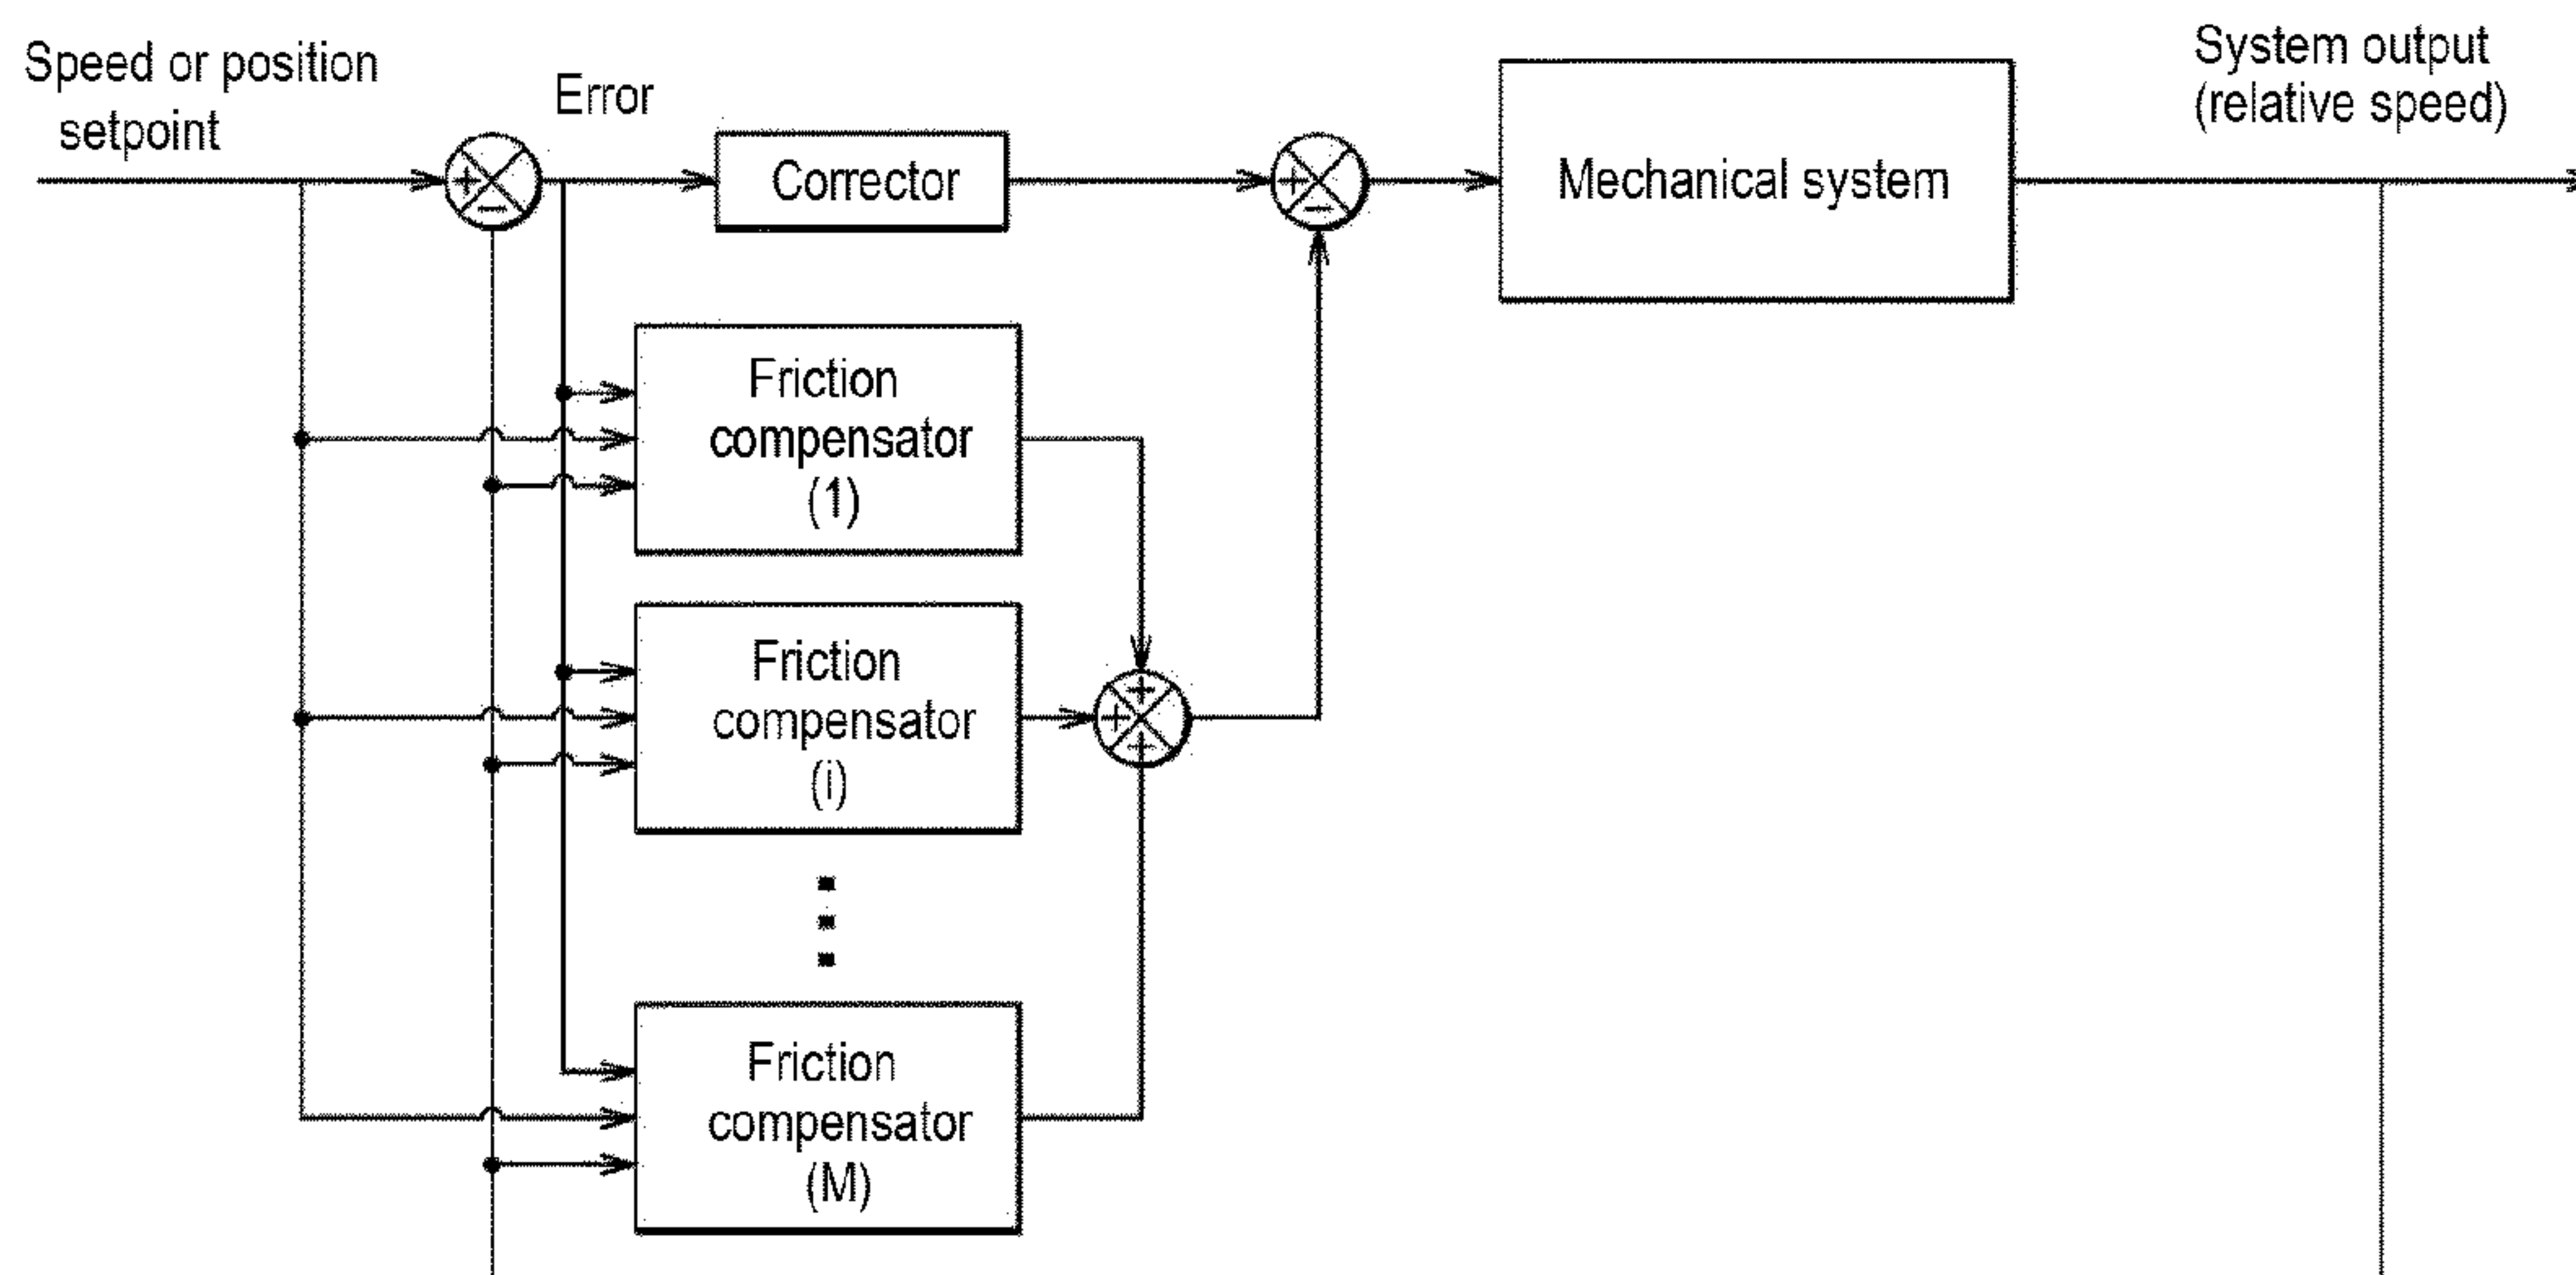 Speed or position
setpoint
Error
Corrector
Mechanical system
System output
(relative speed)
+
−
+
−
Friction
compensator
(1)
Friction
compensator
(i)
+
+
+
Friction
compensator
(M)